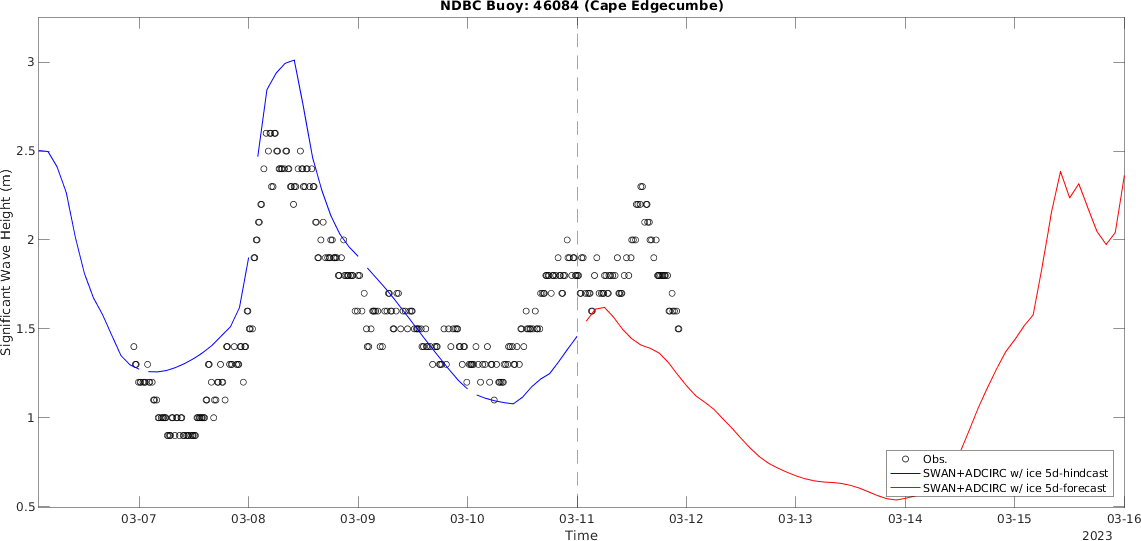 NDBC Buoy: 46084 (Cape Edgecumbe)
Significant Wave Height (m)
3
2.5
2
1.5
1
0.5
Obs.
SWAN+ADCIRC w/ ice 5d-hindcast
SWAN+ADCIRC w/ ice 5d-forecast
03-07 03-08 03-09 03-10 03-11 03-12 03-13 03-14 03-15 03-16
Time
2023